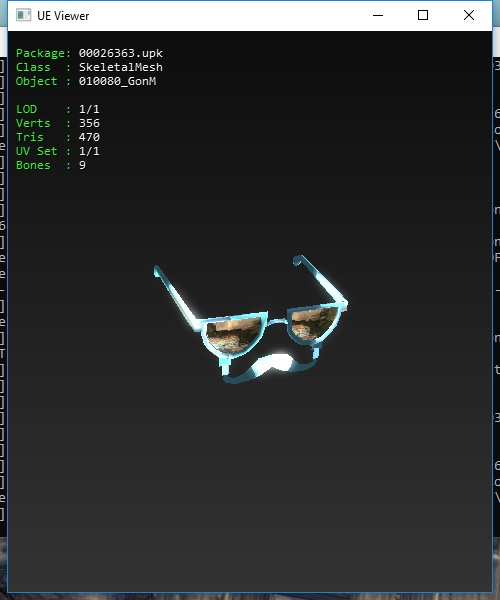 UE Viewer
Package: 00026363.upk
Class  : SkeletalMesh
Object : 010080_GonM
LOD    : 1/1
Verts  : 356
Tris   : 470
UV Set : 1/1
Bones  : 9